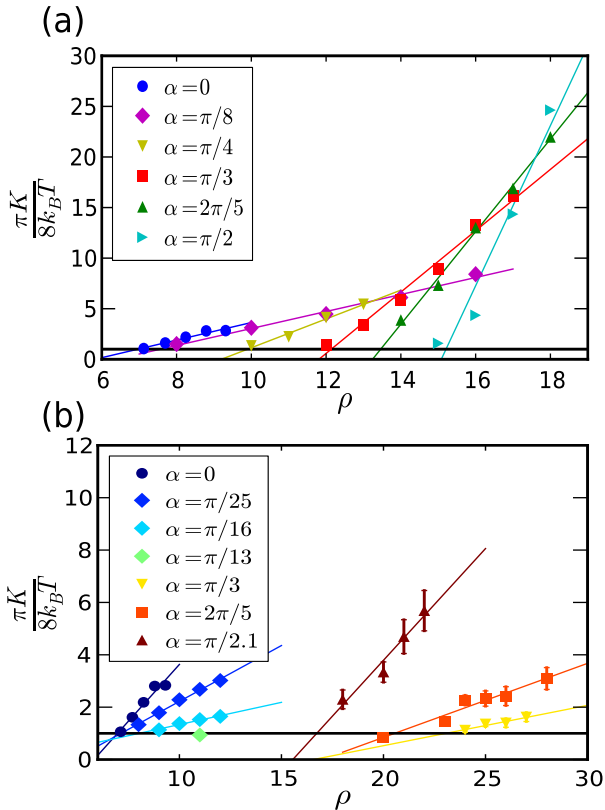 (a)
πK/8k_BT
30
25
20
15
10
5
0
α=0
α=π/8
α=π/4
α=π/3
α=2π/5
α=π/2
6 8 10 12 14 16 18
ρ
(b)
πK/8k_BT
12
10
8
6
4
2
0
α=0
α=π/25
α=π/16
α=π/13
α=π/3
α=2π/5
α=π/2.1
10 15 20 25 30
ρ